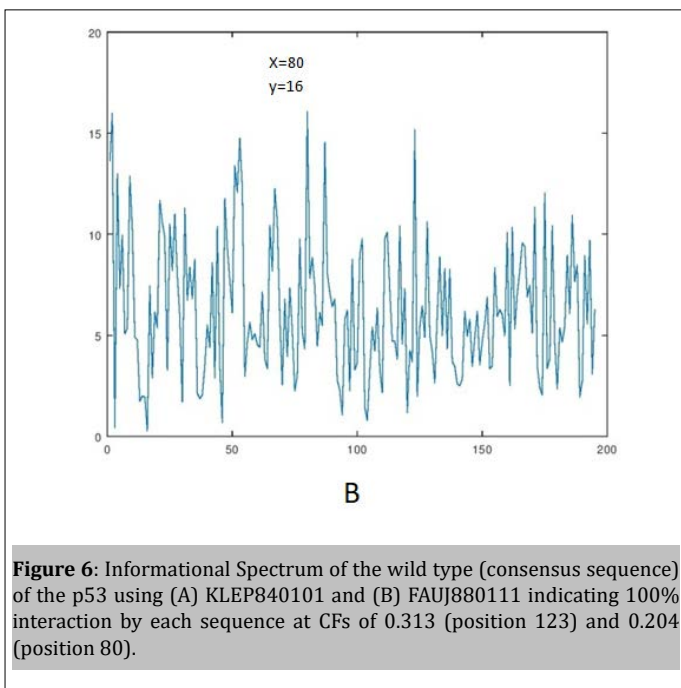 20
X=80
y=16
15
10
5
0
0 50 100 150 200
B
Figure 6: Informational Spectrum of the wild type (consensus sequence)
of the p53 using (A) KLEP840101 and (B) FAUJ880111 indicating 100%
interaction by each sequence at CFs of 0.313 (position 123) and 0.204
(position 80).